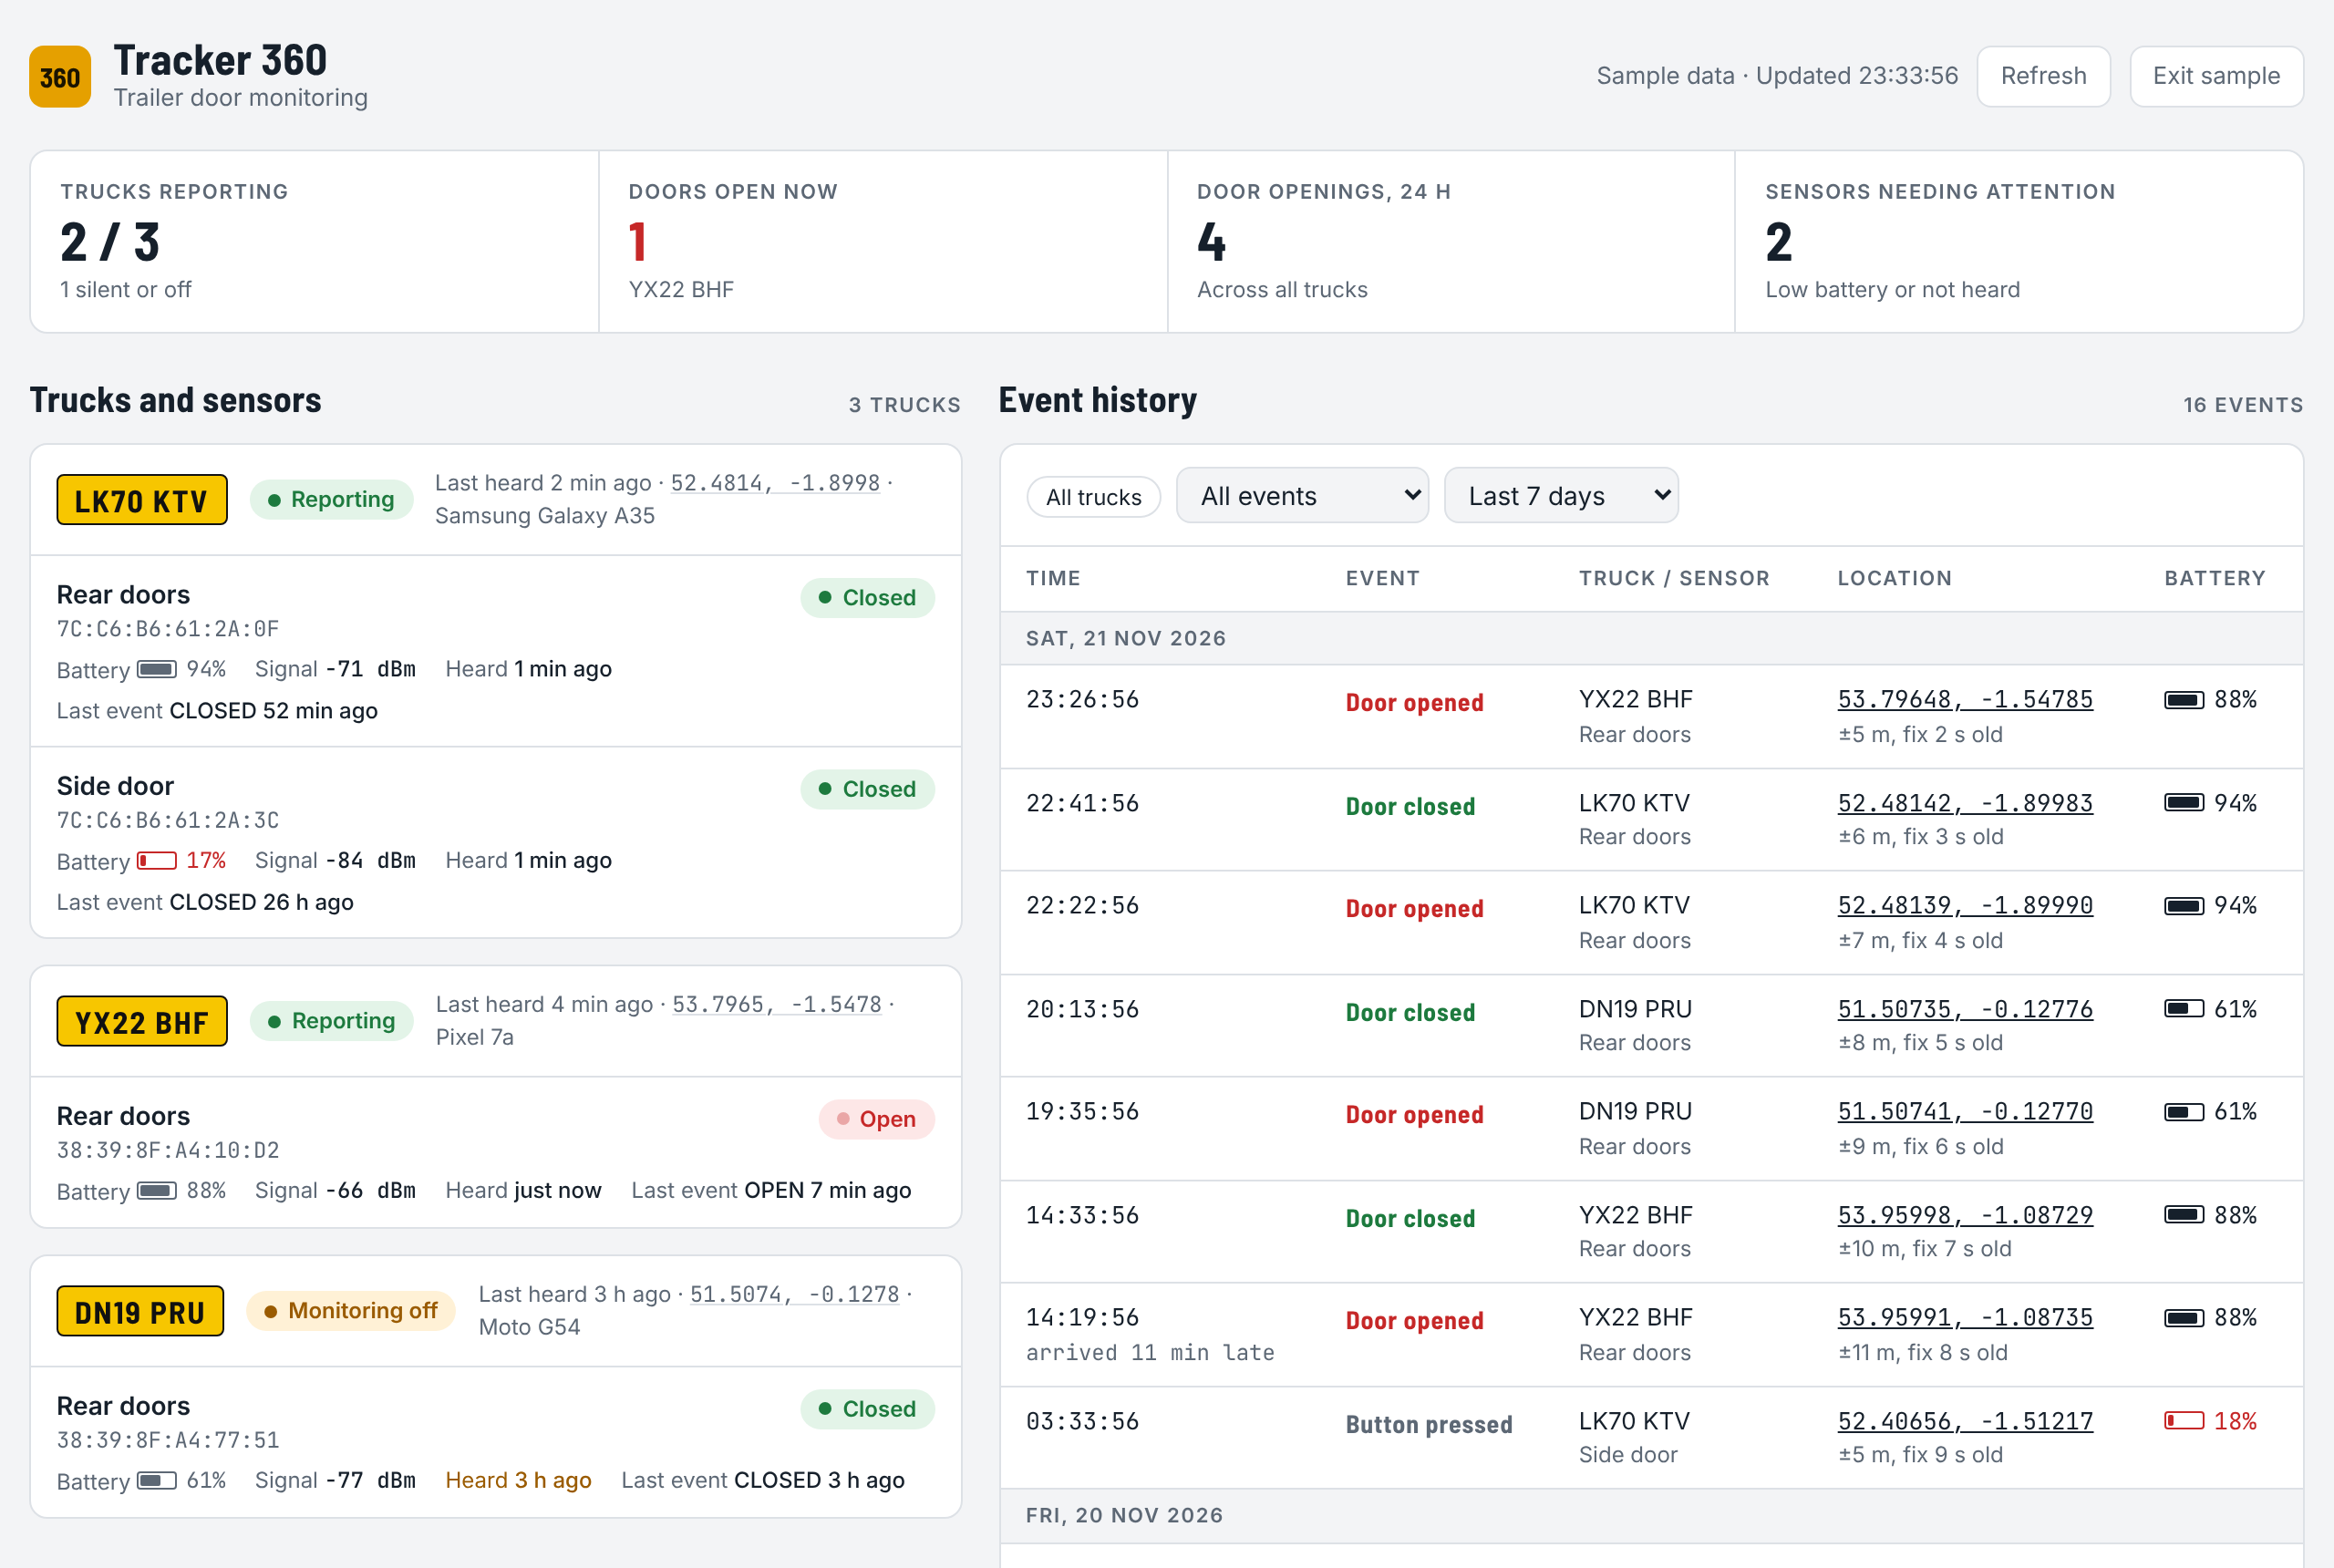 360
Tracker 360
Trailer door monitoring
Sample data · Updated 23:33:56
Refresh
Exit sample
TRUCKS REPORTING
2 / 3
1 silent or off
DOORS OPEN NOW
1
YX22 BHF
DOOR OPENINGS, 24 H
4
Across all trucks
SENSORS NEEDING ATTENTION
2
Low battery or not heard
Trucks and sensors
3 TRUCKS
LK70 KTV
Reporting
Last heard 2 min ago · 52.4814, -1.8998 ·
Samsung Galaxy A35
Rear doors
Closed
7C:C6:B6:61:2A:0F
Battery 94% Signal -71 dBm Heard 1 min ago
Last event CLOSED 52 min ago
Side door
Closed
7C:C6:B6:61:2A:3C
Battery 17% Signal -84 dBm Heard 1 min ago
Last event CLOSED 26 h ago
YX22 BHF
Reporting
Last heard 4 min ago · 53.7965, -1.5478 ·
Pixel 7a
Rear doors
Open
38:39:8F:A4:10:D2
Battery 88% Signal -66 dBm Heard just now Last event OPEN 7 min ago
DN19 PRU
Monitoring off
Last heard 3 h ago · 51.5074, -0.1278 ·
Moto G54
Rear doors
Closed
38:39:8F:A4:77:51
Battery 61% Signal -77 dBm Heard 3 h ago Last event CLOSED 3 h ago
Event history
16 EVENTS
All trucks
All events
Last 7 days
TIME EVENT TRUCK / SENSOR LOCATION BATTERY
SAT, 21 NOV 2026
23:26:56 Door opened YX22 BHF 53.79648, -1.54785 88%
Rear doors ±5 m, fix 2 s old
22:41:56 Door closed LK70 KTV 52.48142, -1.89983 94%
Rear doors ±6 m, fix 3 s old
22:22:56 Door opened LK70 KTV 52.48139, -1.89990 94%
Rear doors ±7 m, fix 4 s old
20:13:56 Door closed DN19 PRU 51.50735, -0.12776 61%
Rear doors ±8 m, fix 5 s old
19:35:56 Door opened DN19 PRU 51.50741, -0.12770 61%
Rear doors ±9 m, fix 6 s old
14:33:56 Door closed YX22 BHF 53.95998, -1.08729 88%
Rear doors ±10 m, fix 7 s old
14:19:56 Door opened YX22 BHF 53.95991, -1.08735 88%
arrived 11 min late Rear doors ±11 m, fix 8 s old
03:33:56 Button pressed LK70 KTV 52.40656, -1.51217 18%
Side door ±5 m, fix 9 s old
FRI, 20 NOV 2026